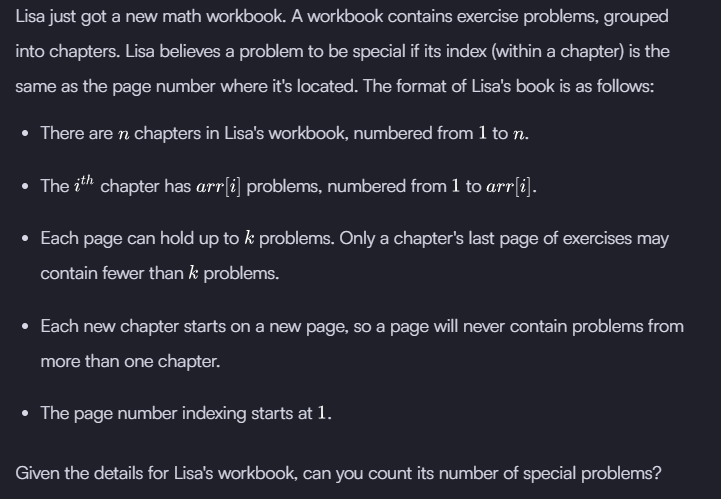 Lisa just got a new math workbook. A workbook contains exercise problems, grouped
into chapters. Lisa believes a problem to be special if its index (within a chapter) is the
same as the page number where it's located. The format of Lisa's book is as follows:
• There are n chapters in Lisa's workbook, numbered from 1 to n.
• The i^{th} chapter has arr[i] problems, numbered from 1 to arr[i].
• Each page can hold up to k problems. Only a chapter's last page of exercises may
contain fewer than k problems.
• Each new chapter starts on a new page, so a page will never contain problems from
more than one chapter.
• The page number indexing starts at 1.
Given the details for Lisa's workbook, can you count its number of special problems?